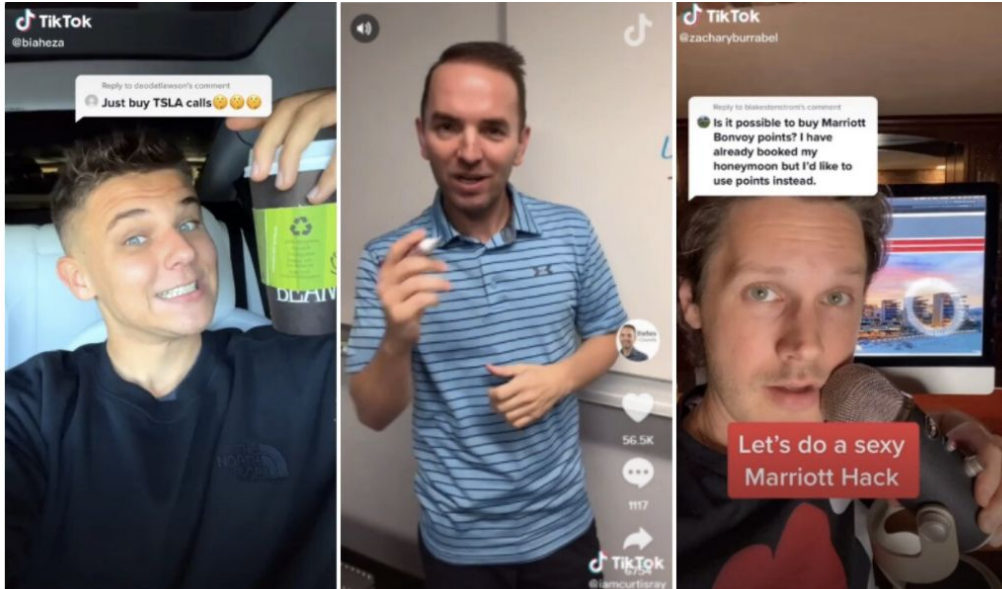 TikTok
@biaheza
Reply to deodatlawson's comment
Just buy TSLA calls🤫🤫🤫
NORTH
56.5K
1117
TikTok
@iamcurtisray
TikTok
@zacharyburrabel
Reply to blakestenstrom's comment
Is it possible to buy Marriott
Bonvoy points? I have
already booked my
honeymoon but I'd like to
use points instead.
Let's do a sexy
Marriott Hack